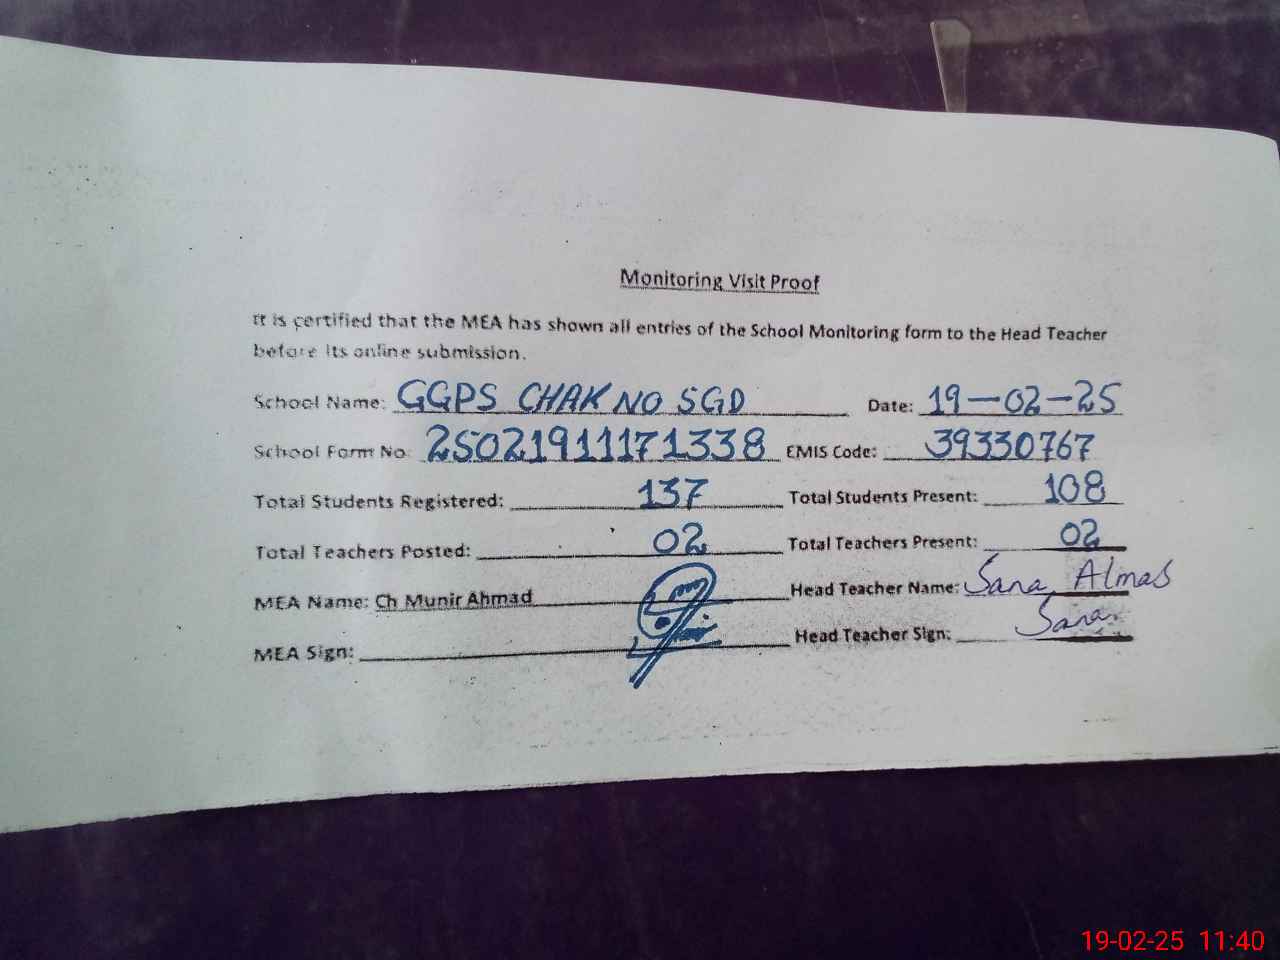 Monitoring Visit Proof
It is certified that the MEA has shown all entries of the School Monitoring form to the Head Teacher
before its online submission.
School Name: GGPS CHAK NO SGD Date: 19-02-25
School Form No: 25021911171338 EMIS Code: 39330767
Total Students Registered: 137 Total Students Present: 108
Total Teachers Posted: 02 Total Teachers Present: 02
MEA Name: Ch Munir Ahmad Head Teacher Name: Sana Almas
MEA Sign: Head Teacher Sign: Sana
19-02-25 11:40